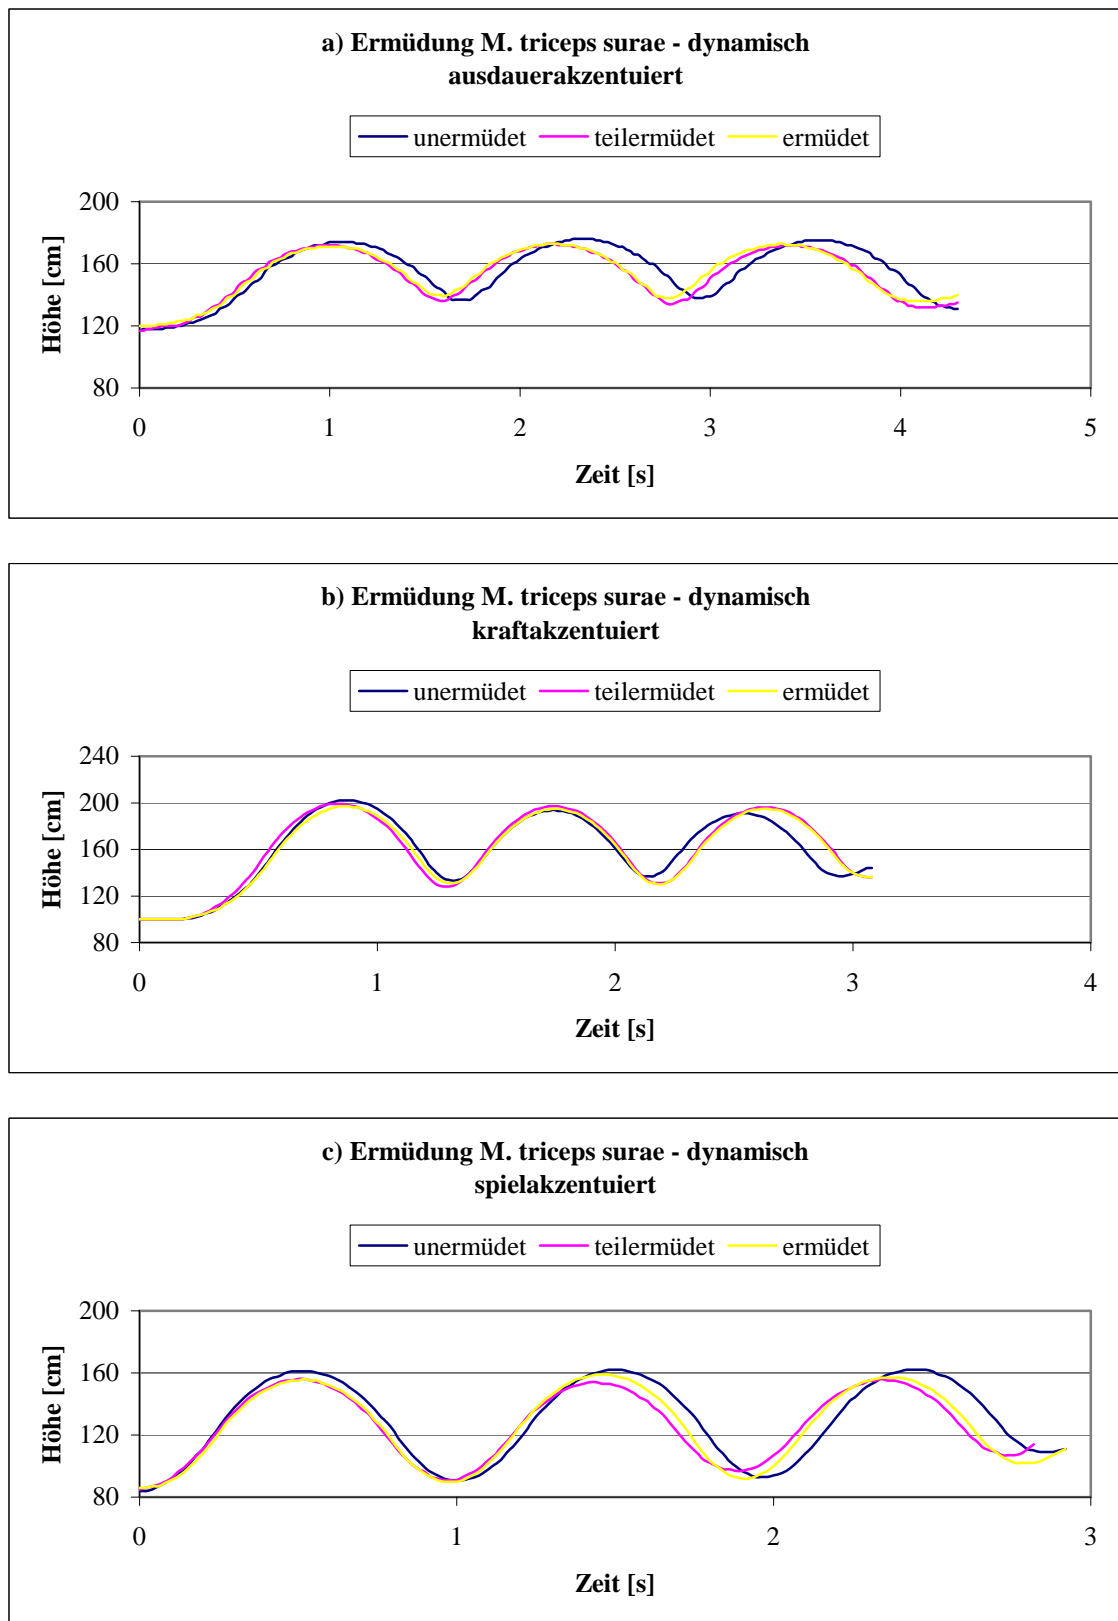 a) Ermüdung M. triceps surae - dynamisch
ausdauerakzentuiert
unermüdet teilermüdet ermüdet
200
160
120
80
Höhe [cm]
0 1 2 3 4 5
Zeit [s]
b) Ermüdung M. triceps surae - dynamisch
kraftakzentuiert
unermüdet teilermüdet ermüdet
240
200
160
120
80
Höhe [cm]
0 1 2 3 4
Zeit [s]
c) Ermüdung M. triceps surae - dynamisch
spielakzentuiert
unermüdet teilermüdet ermüdet
200
160
120
80
Höhe [cm]
0 1 2 3
Zeit [s]